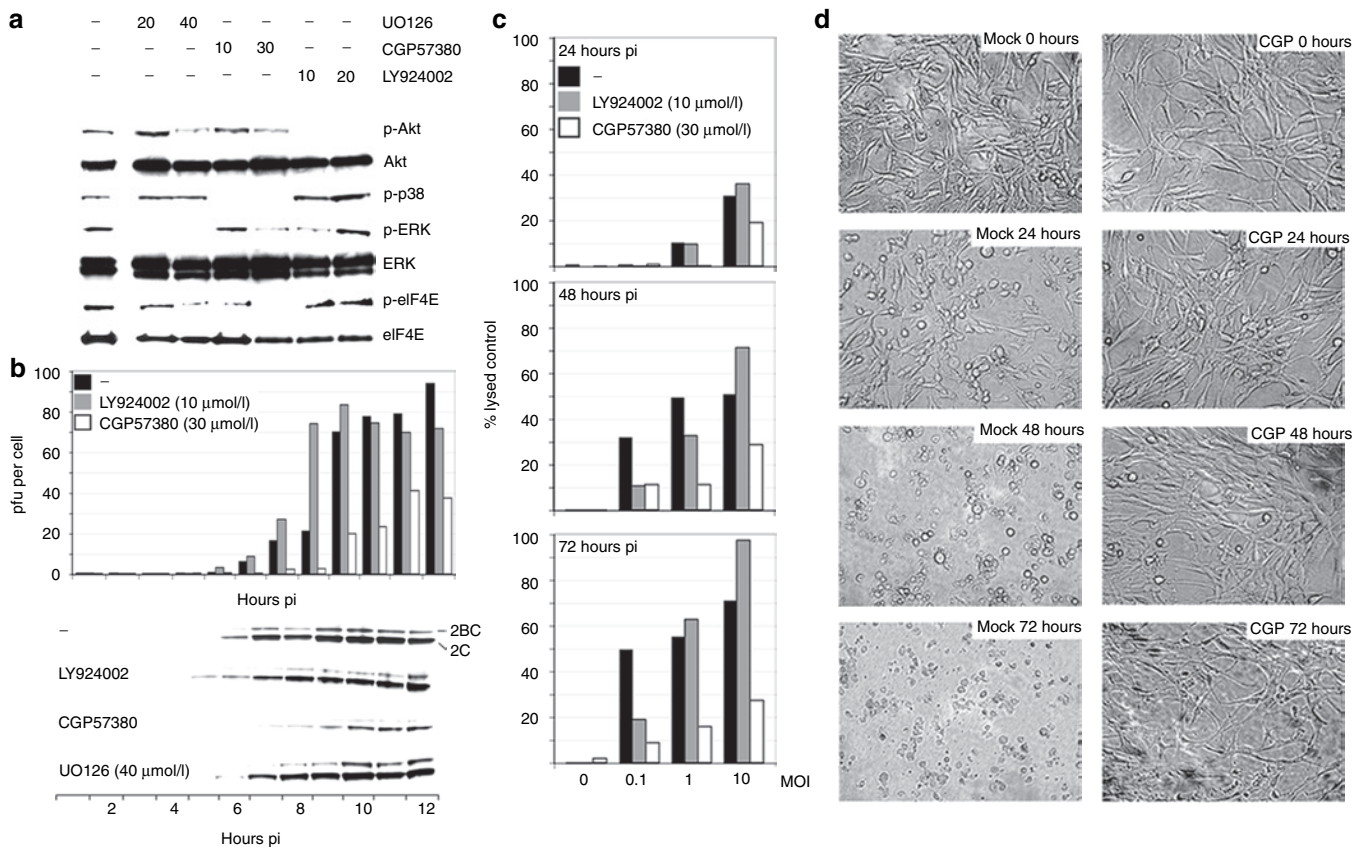 a
– 20 40 – – – – UO126
– – – 10 30 – – CGP57380
– – – – – 10 20 LY924002
p-Akt
Akt
p-p38
p-ERK
ERK
p-eIF4E
eIF4E
b
100
80
60
40
20
0
pfu per cell
–
LY924002 (10 μmol/l)
CGP57380 (30 μmol/l)
Hours pi
–
2BC
2C
LY924002
CGP57380
UO126 (40 μmol/l)
2 4 6 8 10 12
Hours pi
c
% lysed control
100
80
60
40
20
24 hours pi
–
LY924002 (10 μmol/l)
CGP57380 (30 μmol/l)
100
80
60
40
20
48 hours pi
100
80
60
40
20
72 hours pi
0 0.1 1 10 MOI
d
Mock 0 hours
CGP 0 hours
Mock 24 hours
CGP 24 hours
Mock 48 hours
CGP 48 hours
Mock 72 hours
CGP 72 hours